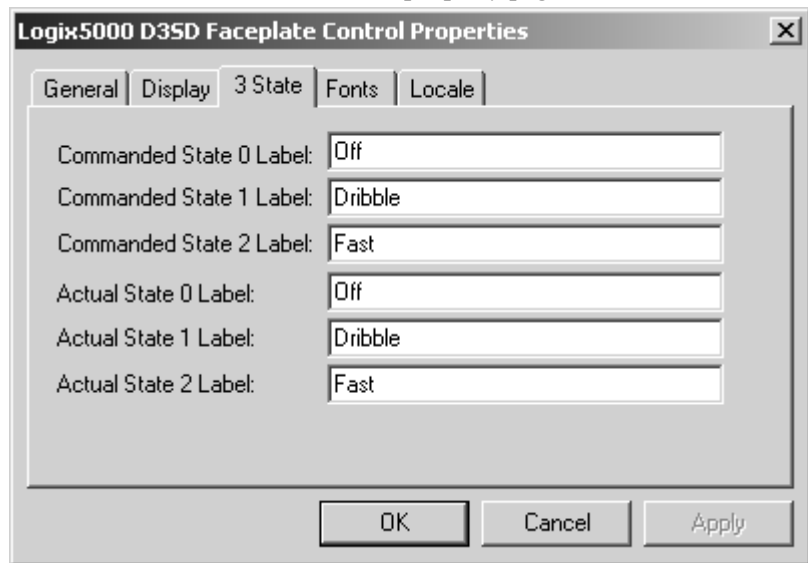 Logix5000 D3SD Faceplate Control Properties
General Display 3 State Fonts Locale
Commanded State 0 Label: Off
Commanded State 1 Label: Dribble
Commanded State 2 Label: Fast
Actual State 0 Label: Off
Actual State 1 Label: Dribble
Actual State 2 Label: Fast
OK Cancel Apply